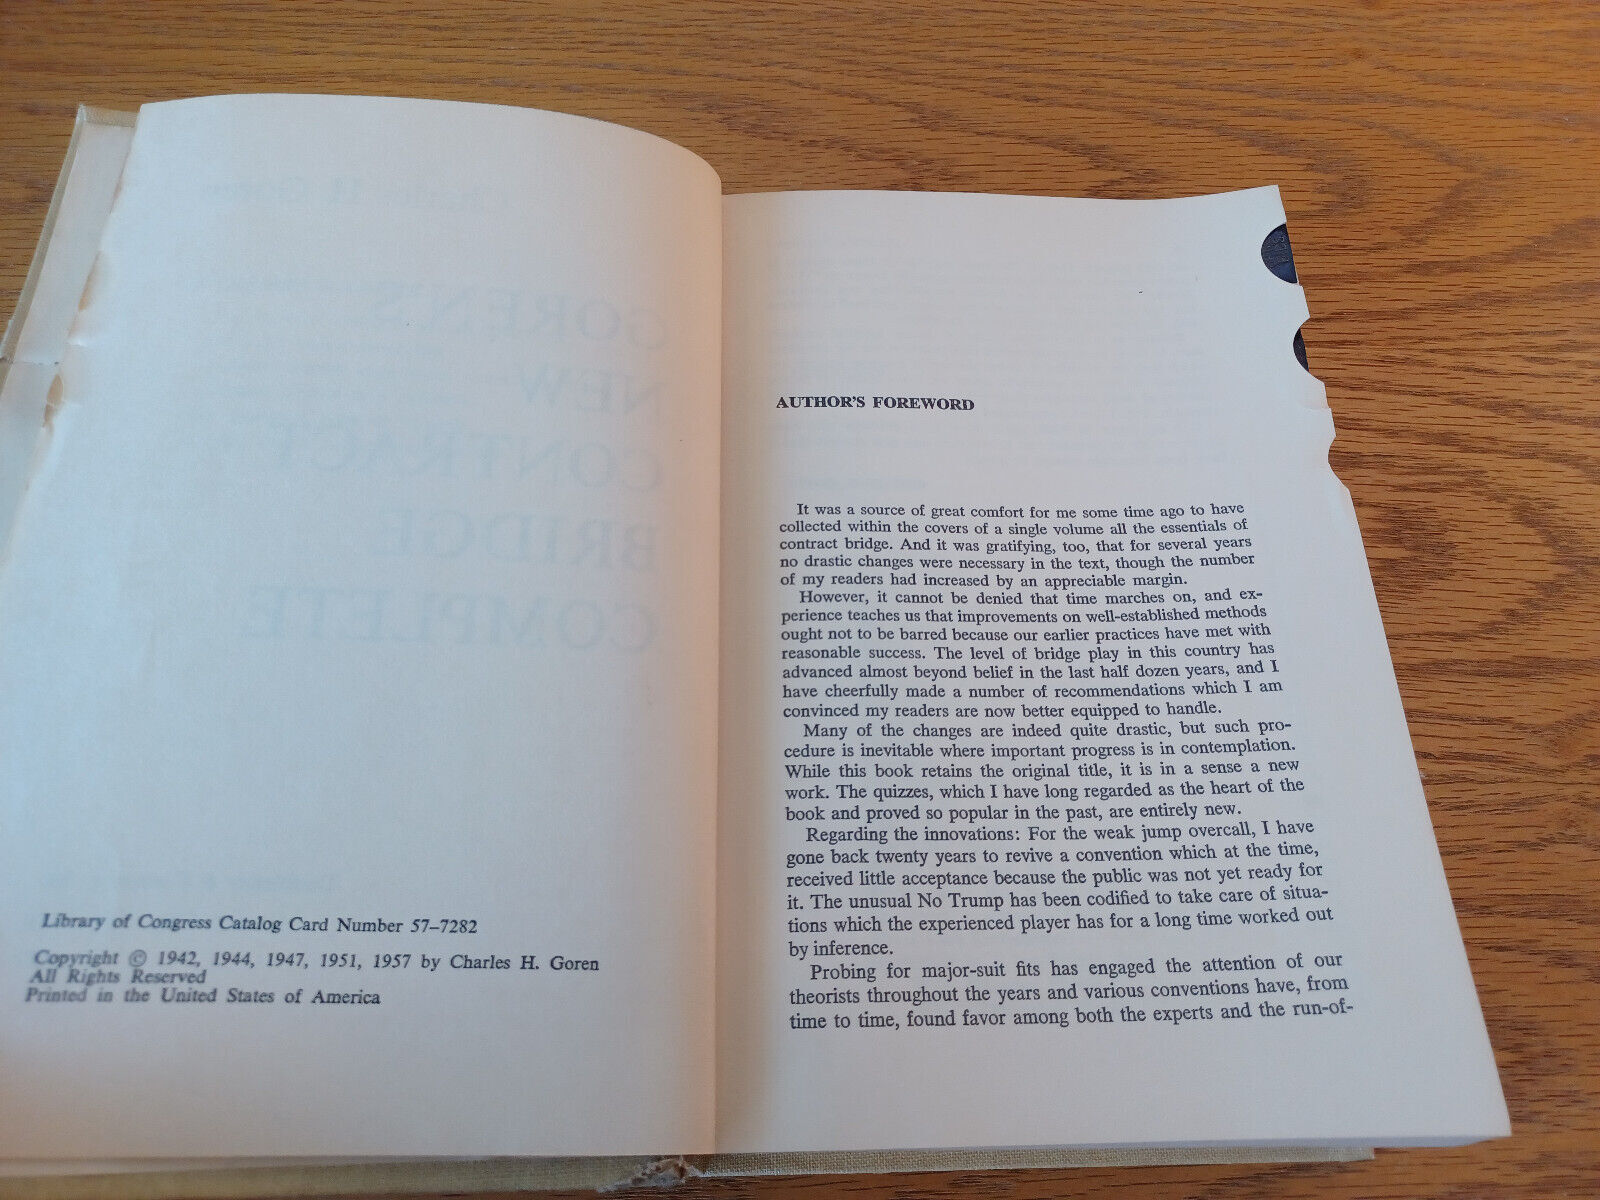 Library of Congress Catalog Card Number 57–7282
Copyright © 1942, 1944, 1947, 1951, 1957 by Charles H. Goren
All Rights Reserved
Printed in the United States of America
AUTHOR'S FOREWORD
It was a source of great comfort for me some time ago to have
collected within the covers of a single volume all the essentials of
contract bridge. And it was gratifying, too, that for several years
no drastic changes were necessary in the text, though the number
of my readers had increased by an appreciable margin.
However, it cannot be denied that time marches on, and ex-
perience teaches us that improvements on well-established methods
ought not to be barred because our earlier practices have met with
reasonable success. The level of bridge play in this country has
advanced almost beyond belief in the last half dozen years, and I
have cheerfully made a number of recommendations which I am
convinced my readers are now better equipped to handle.
Many of the changes are indeed quite drastic, but such pro-
cedure is inevitable where important progress is in contemplation.
While this book retains the original title, it is in a sense a new
work. The quizzes, which I have long regarded as the heart of the
book and proved so popular in the past, are entirely new.
Regarding the innovations: For the weak jump overcall, I have
gone back twenty years to revive a convention which at the time,
received little acceptance because the public was not yet ready for
it. The unusual No Trump has been codified to take care of situa-
tions which the experienced player has for a long time worked out
by inference.
Probing for major-suit fits has engaged the attention of our
theorists throughout the years and various conventions have, from
time to time, found favor among both the experts and the run-of-